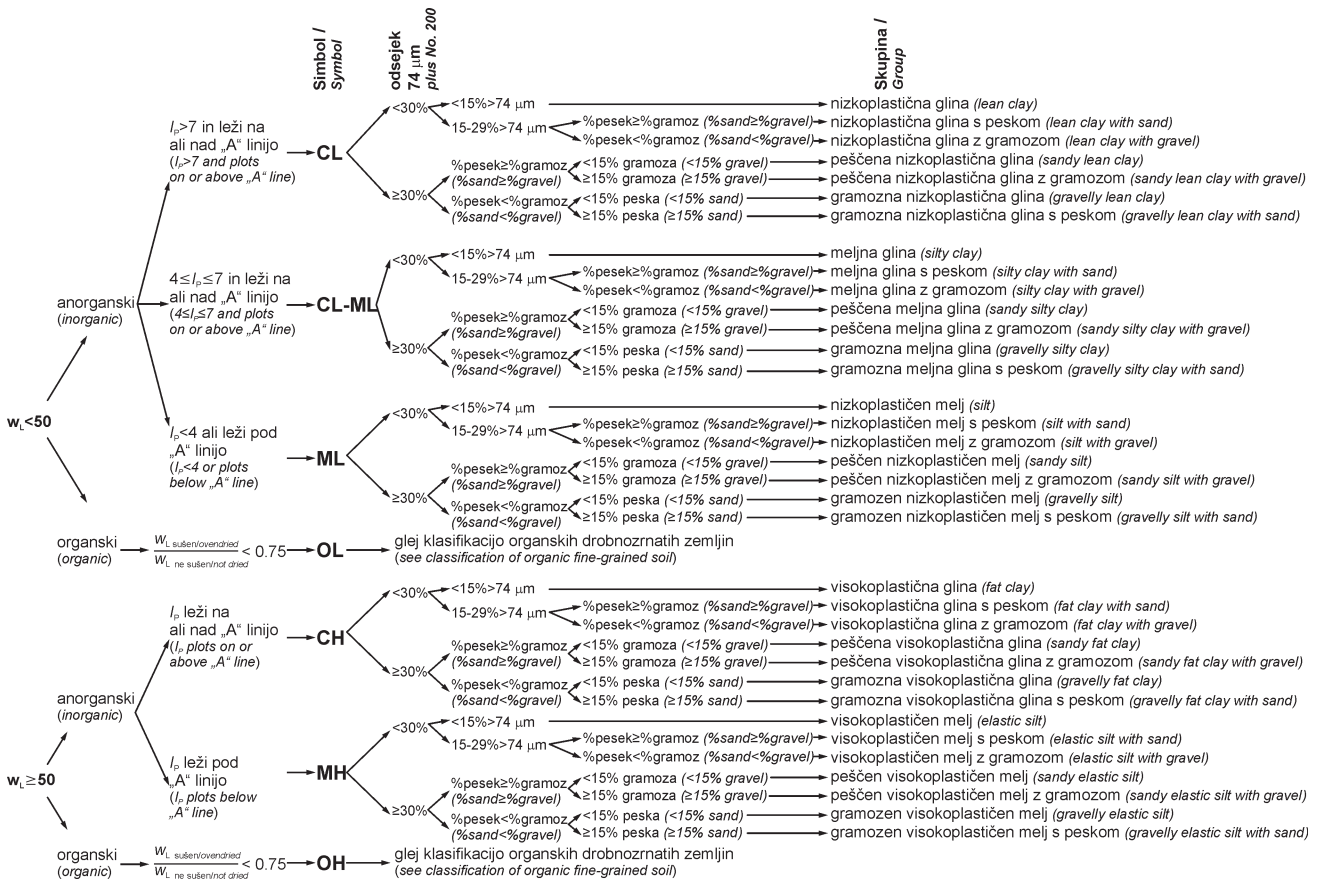 Simbol /
Symbol
odsejek
74 μm
plus No. 200
Skupina /
Group
w_L<50
anorganski
(inorganic)
I_P>7 in leži na
ali nad „A“ linijo
(I_P>7 and plots
on or above „A“ line)
CL
<30%
<15%>74 μm
nizkoplastična glina (lean clay)
15-29%>74 μm
%pesek≥%gramoz (%sand≥%gravel)
nizkoplastična glina s peskom (lean clay with sand)
%pesek<%gramoz (%sand<%gravel)
nizkoplastična glina z gramozom (lean clay with gravel)
≥30%
%pesek≥%gramoz
(%sand≥%gravel)
<15% gramoza (<15% gravel)
peščena nizkoplastična glina (sandy lean clay)
≥15% gramoza (≥15% gravel)
peščena nizkoplastična glina z gramozom (sandy lean clay with gravel)
%pesek<%gramoz
(%sand<%gravel)
<15% peska (<15% sand)
gramozna nizkoplastična glina (gravelly lean clay)
≥15% peska (≥15% sand)
gramozna nizkoplastična glina s peskom (gravelly lean clay with sand)
4≤I_P≤7 in leži na
ali nad „A“ linijo
(4≤I_P≤7 and plots
on or above „A“ line)
CL-ML
<30%
<15%>74 μm
meljna glina (silty clay)
15-29%>74 μm
%pesek≥%gramoz (%sand≥%gravel)
meljna glina s peskom (silty clay with sand)
%pesek<%gramoz (%sand<%gravel)
meljna glina z gramozom (silty clay with gravel)
≥30%
%pesek≥%gramoz
(%sand≥%gravel)
<15% gramoza (<15% gravel)
peščena meljna glina (sandy silty clay)
≥15% gramoza (≥15% gravel)
peščena meljna glina z gramozom (sandy silty clay with gravel)
%pesek<%gramoz
(%sand<%gravel)
<15% peska (<15% sand)
gramozna meljna glina (gravelly silty clay)
≥15% peska (≥15% sand)
gramozna meljna glina s peskom (gravelly silty clay with sand)
I_P<4 ali leži pod
„A“ linijo
(I_P<4 or plots
below „A“ line)
ML
<30%
<15%>74 μm
nizkoplastičen melj (silt)
15-29%>74 μm
%pesek≥%gramoz (%sand≥%gravel)
nizkoplastičen melj s peskom (silt with sand)
%pesek<%gramoz (%sand<%gravel)
nizkoplastičen melj z gramozom (silt with gravel)
≥30%
%pesek≥%gramoz
(%sand≥%gravel)
<15% gramoza (<15% gravel)
peščen nizkoplastičen melj (sandy silt)
≥15% gramoza (≥15% gravel)
peščen nizkoplastičen melj z gramozom (sandy silt with gravel)
%pesek<%gramoz
(%sand<%gravel)
<15% peska (<15% sand)
gramozen nizkoplastičen melj (gravelly silt)
≥15% peska (≥15% sand)
gramozen nizkoplastičen melj s peskom (gravelly silt with sand)
organski
(organic)
w_L sušen/ovendried
w_L ne sušen/not dried
< 0.75
OL
glej klasifikacijo organskih drobnozrnatih zemljin
(see classification of organic fine-grained soil)
w_L≥50
anorganski
(inorganic)
I_P leži na
ali nad „A“ linijo
(I_P plots on or
above „A“ line)
CH
<30%
<15%>74 μm
visokoplastična glina (fat clay)
15-29%>74 μm
%pesek≥%gramoz (%sand≥%gravel)
visokoplastična glina s peskom (fat clay with sand)
%pesek<%gramoz (%sand<%gravel)
visokoplastična glina z gramozom (fat clay with gravel)
≥30%
%pesek≥%gramoz
(%sand≥%gravel)
<15% gramoza (<15% gravel)
peščena visokoplastična glina (sandy fat clay)
≥15% gramoza (≥15% gravel)
peščena visokoplastična glina z gramozom (sandy fat clay with gravel)
%pesek<%gramoz
(%sand<%gravel)
<15% peska (<15% sand)
gramozna visokoplastična glina (gravelly fat clay)
≥15% peska (≥15% sand)
gramozna visokoplastična glina s peskom (gravelly fat clay with sand)
I_P leži pod
„A“ linijo
(I_P plots below
„A“ line)
MH
<30%
<15%>74 μm
visokoplastičen melj (elastic silt)
15-29%>74 μm
%pesek≥%gramoz (%sand≥%gravel)
visokoplastičen melj s peskom (elastic silt with sand)
%pesek<%gramoz (%sand<%gravel)
visokoplastičen melj z gramozom (elastic silt with gravel)
≥30%
%pesek≥%gramoz
(%sand≥%gravel)
<15% gramoza (<15% gravel)
peščen visokoplastičen melj (sandy elastic silt)
≥15% gramoza (≥15% gravel)
peščen visokoplastičen melj z gramozom (sandy elastic silt with gravel)
%pesek<%gramoz
(%sand<%gravel)
<15% peska (<15% sand)
gramozen visokoplastičen melj (gravelly elastic silt)
≥15% peska (≥15% sand)
gramozen visokoplastičen melj s peskom (gravelly elastic silt with sand)
organski
(organic)
w_L sušen/ovendried
w_L ne sušen/not dried
< 0.75
OH
glej klasifikacijo organskih drobnozrnatih zemljin
(see classification of organic fine-grained soil)